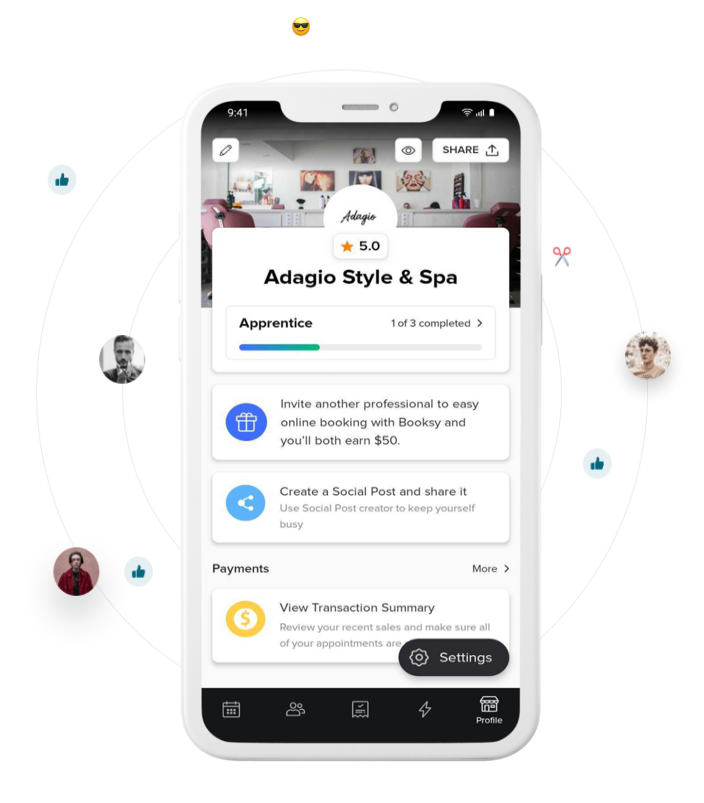 9:41
SHARE
Adagio
5.0
Adagio Style & Spa
Apprentice
1 of 3 completed
Invite another professional to easy
online booking with Booksy and
you'll both earn $50.
Create a Social Post and share it
Use Social Post creator to keep yourself
busy
Payments
More
View Transaction Summary
Review your recent sales and make sure all
of your appointments are
Settings
Profile